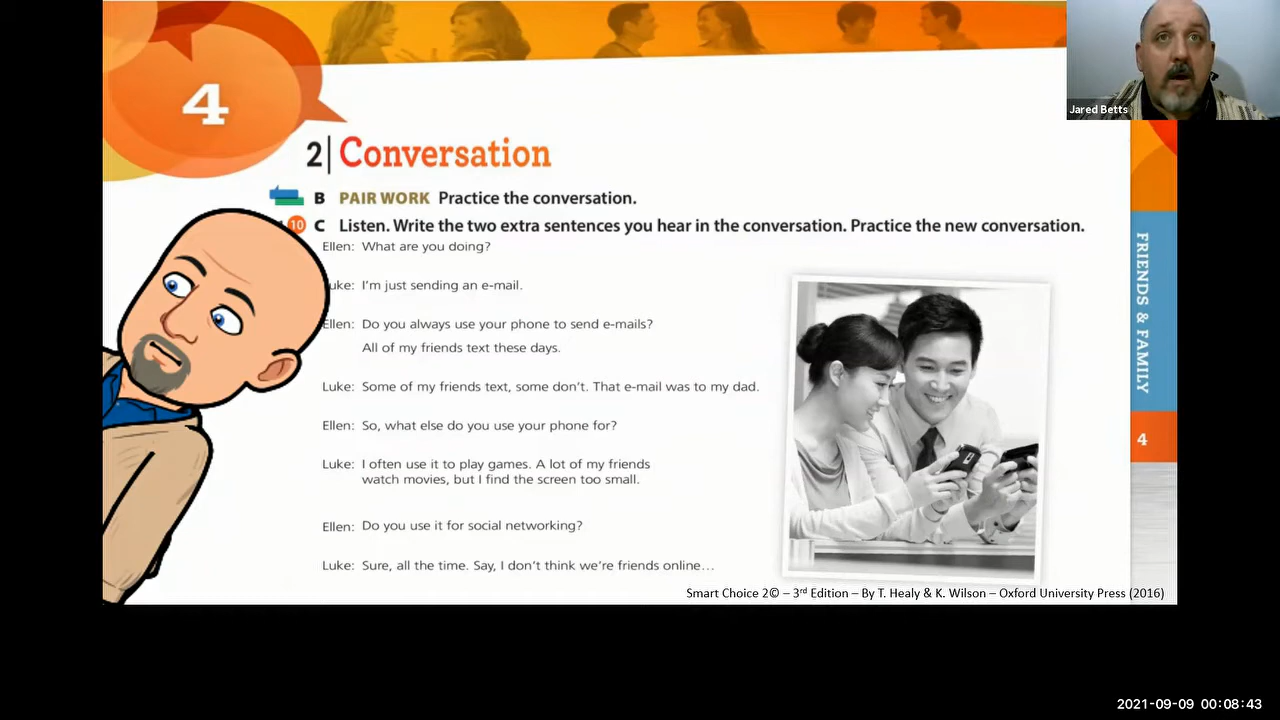 4
Jared Betts
2 Conversation
B PAIR WORK Practice the conversation.
10 C Listen. Write the two extra sentences you hear in the conversation. Practice the new conversation.
Ellen: What are you doing?
uke: I'm just sending an e-mail.
Ellen: Do you always use your phone to send e-mails?
All of my friends text these days.
Luke: Some of my friends text, some don't. That e-mail was to my dad.
Ellen: So, what else do you use your phone for?
Luke: I often use it to play games. A lot of my friends
watch movies, but I find the screen too small.
Ellen: Do you use it for social networking?
Luke: Sure, all the time. Say, I don't think we're friends online...
FRIENDS & FAMILY
4
Smart Choice 2© – 3rd Edition – By T. Healy & K. Wilson – Oxford University Press (2016)
2021-09-09 00:08:43